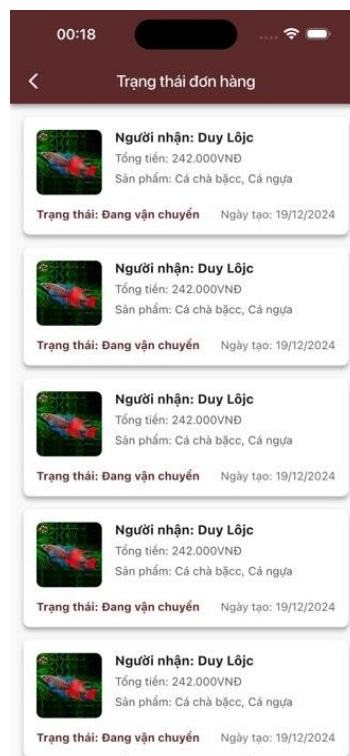 00:18
Trạng thái đơn hàng
Người nhận: Duy Lôjc
Tổng tiền: 242.000VNĐ
Sản phẩm: Cá chà bặcc, Cá ngựa
Trạng thái: Đang vận chuyển Ngày tạo: 19/12/2024
Người nhận: Duy Lôjc
Tổng tiền: 242.000VNĐ
Sản phẩm: Cá chà bặcc, Cá ngựa
Trạng thái: Đang vận chuyển Ngày tạo: 19/12/2024
Người nhận: Duy Lôjc
Tổng tiền: 242.000VNĐ
Sản phẩm: Cá chà bặcc, Cá ngựa
Trạng thái: Đang vận chuyển Ngày tạo: 19/12/2024
Người nhận: Duy Lôjc
Tổng tiền: 242.000VNĐ
Sản phẩm: Cá chà bặcc, Cá ngựa
Trạng thái: Đang vận chuyển Ngày tạo: 19/12/2024
Người nhận: Duy Lôjc
Tổng tiền: 242.000VNĐ
Sản phẩm: Cá chà bặcc, Cá ngựa
Trạng thái: Đang vận chuyển Ngày tạo: 19/12/2024